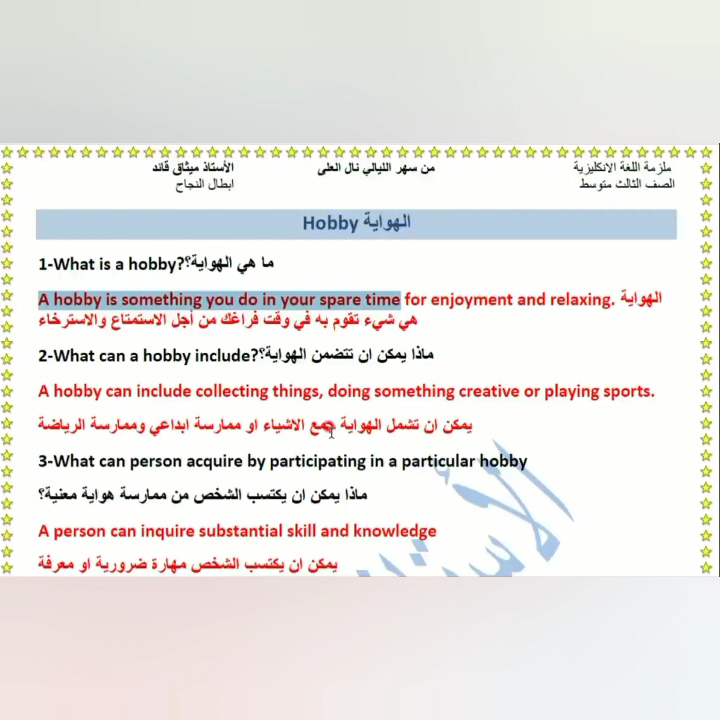 ملزمة اللغة الانكليزية من سهر الليالي نال العلى الأستاذ ميثاق قائد
الصف الثالث متوسط ابطال النجاح
الهواية Hobby
1-What is a hobby?ما هي الهواية؟
A hobby is something you do in your spare time for enjoyment and relaxing. الهواية
هي شيء تقوم به في وقت فراغك من أجل الاستمتاع والاسترخاء
2-What can a hobby include?ماذا يمكن ان تتضمن الهواية؟
A hobby can include collecting things, doing something creative or playing sports.
يمكن ان تشمل الهواية جمع الاشياء او ممارسة ابداعي وممارسة الرياضة
3-What can person acquire by participating in a particular hobby
ماذا يمكن ان يكتسب الشخص من ممارسة هواية معنية؟
A person can inquire substantial skill and knowledge
يمكن ان يكتسب الشخص مهارة ضرورية او معرفة